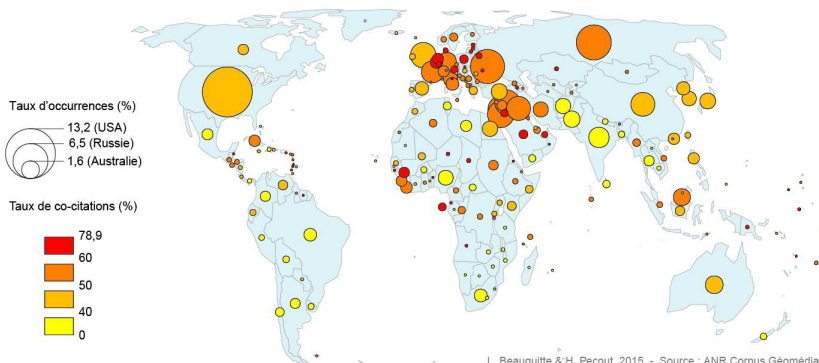 Taux d'occurrences (%)
13,2 (USA)
6,5 (Russie)
1,6 (Australie)
Taux de co-citations (%)
78,9
60
50
40
0
L. Beauguitte & H. Pecout, 2015 - Source : ANR Corpus Géomédia